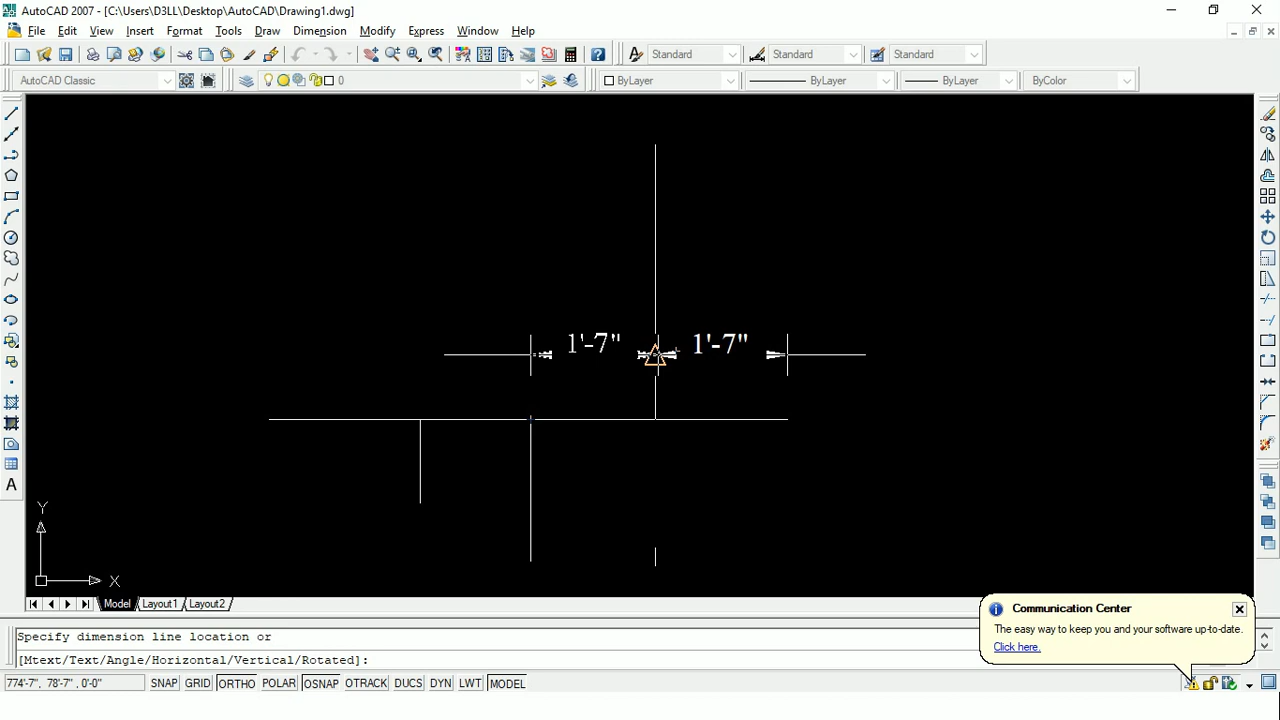 AutoCAD 2007 - [C:\Users\D3LL\Desktop\AutoCAD\Drawing1.dwg]
File Edit View Insert Format Tools Draw Dimension Modify Express Window Help
Standard Standard Standard
AutoCAD Classic 0 ByLayer ByLayer ByLayer ByColor
1'-7" 1'-7"
A
Y
X
Model Layout1 Layout2
Communication Center
The easy way to keep you and your software up-to-date.
Click here.
Specify dimension line location or
[Mtext/Text/Angle/Horizontal/Vertical/Rotated]:
774'-7", 78'-7", 0'-0" SNAP GRID ORTHO POLAR OSNAP OTRACK DUCS DYN LWT MODEL